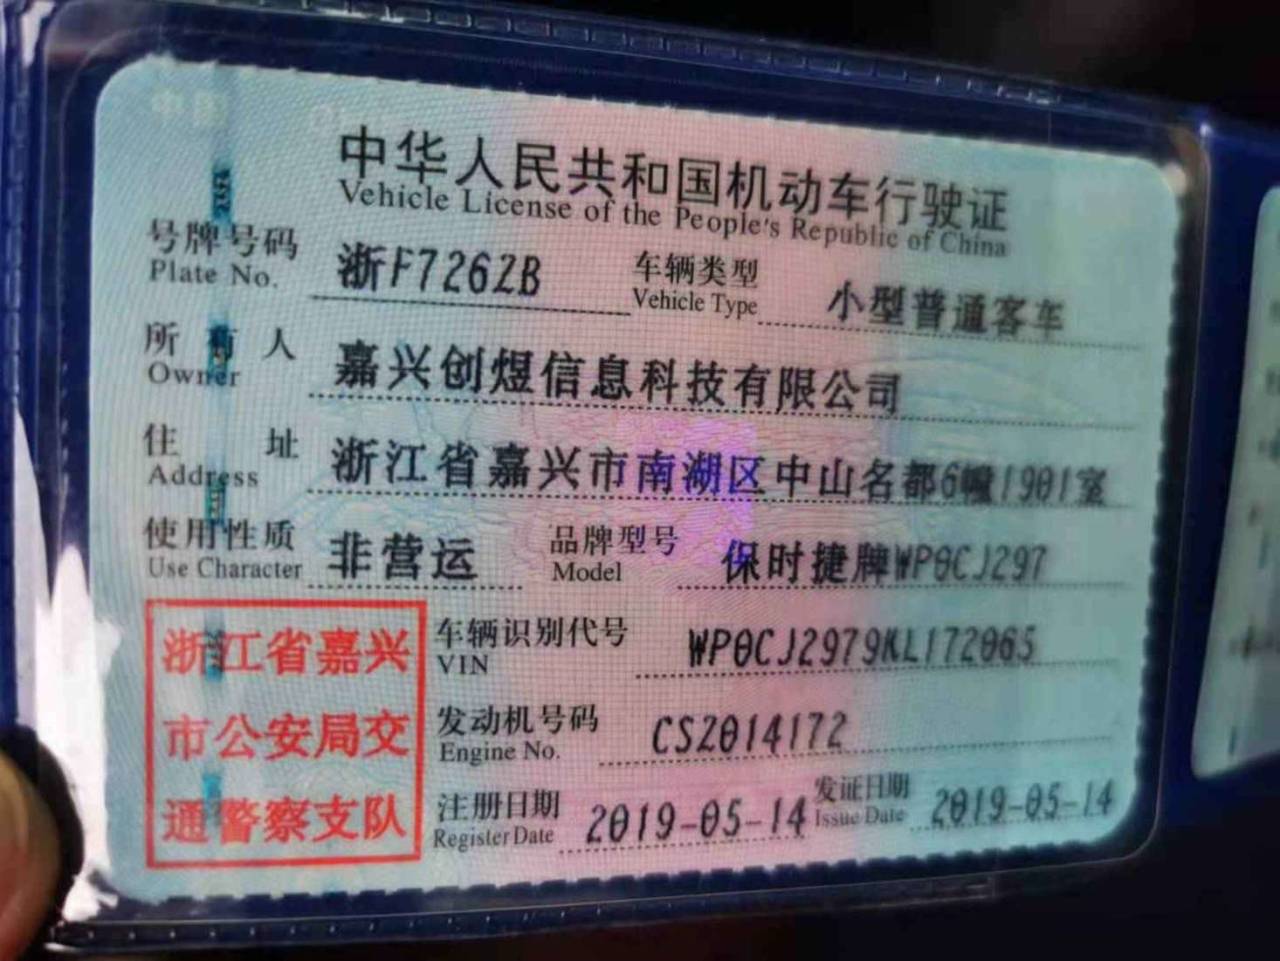 中华人民共和国机动车行驶证
Vehicle License of the People's Republic of China
号牌号码 浙F7262B 车辆类型 小型普通客车
Plate No. Vehicle Type
所有人 嘉兴创煜信息科技有限公司
Owner
住址 浙江省嘉兴市南湖区中山名都6幢1901室
Address
使用性质 非营运 品牌型号 保时捷牌WP0CJ297
Use Character Model
浙江省嘉兴
市公安局交
通警察支队
车辆识别代号 WP0CJ2979KL172065
VIN
发动机号码 CS2014172
Engine No.
注册日期 2019-05-14 发证日期 2019-05-14
Register Date Issue Date